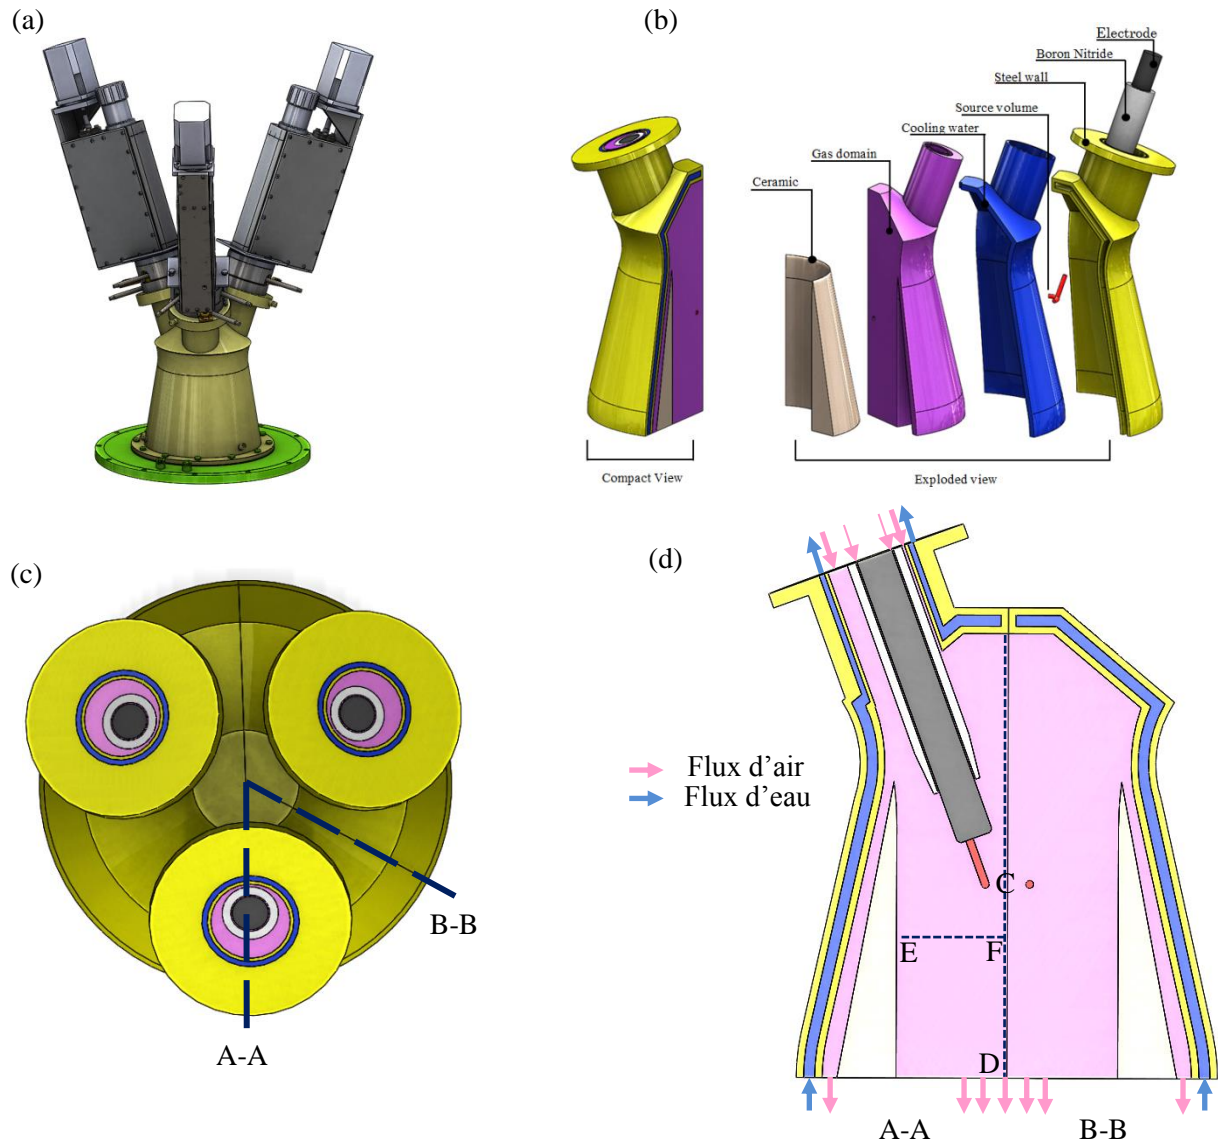 (a)
(b)
Electrode
Boron Nitride
Steel wall
Source volume
Cooling water
Gas domain
Ceramic
Compact View
Exploded view
(c)
B-B
A-A
(d)
Flux d’air
Flux d’eau
C
E
F
D
A-A
B-B